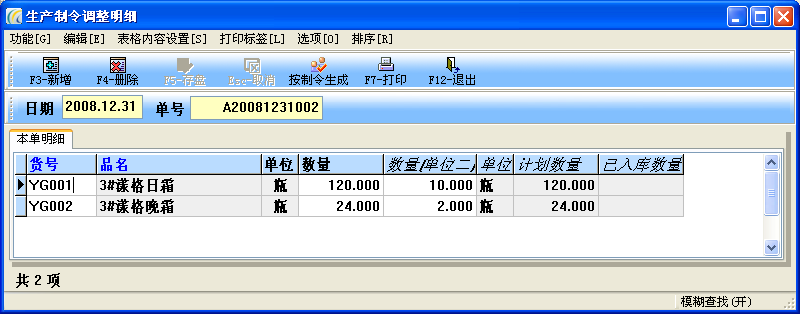 生产制令调整明细
功能[G] 编辑[E] 表格内容设置[S] 打印标签[L] 选项[O] 排序[R]
F3-新增 F4-删除 F5-存盘 Esc-取消 按制令生成 F7-打印 F12-退出
日期 2008.12.31 单号 A20081231002
本单明细
货号 品名 单位 数量 数量(单位二) 单位 计划数量 已入库数量
YG001 3#漾格日霜 瓶 120.000 10.000 瓶 120.000
YG002 3#漾格晚霜 瓶 24.000 2.000 瓶 24.000
共 2 项
模糊查找(开)